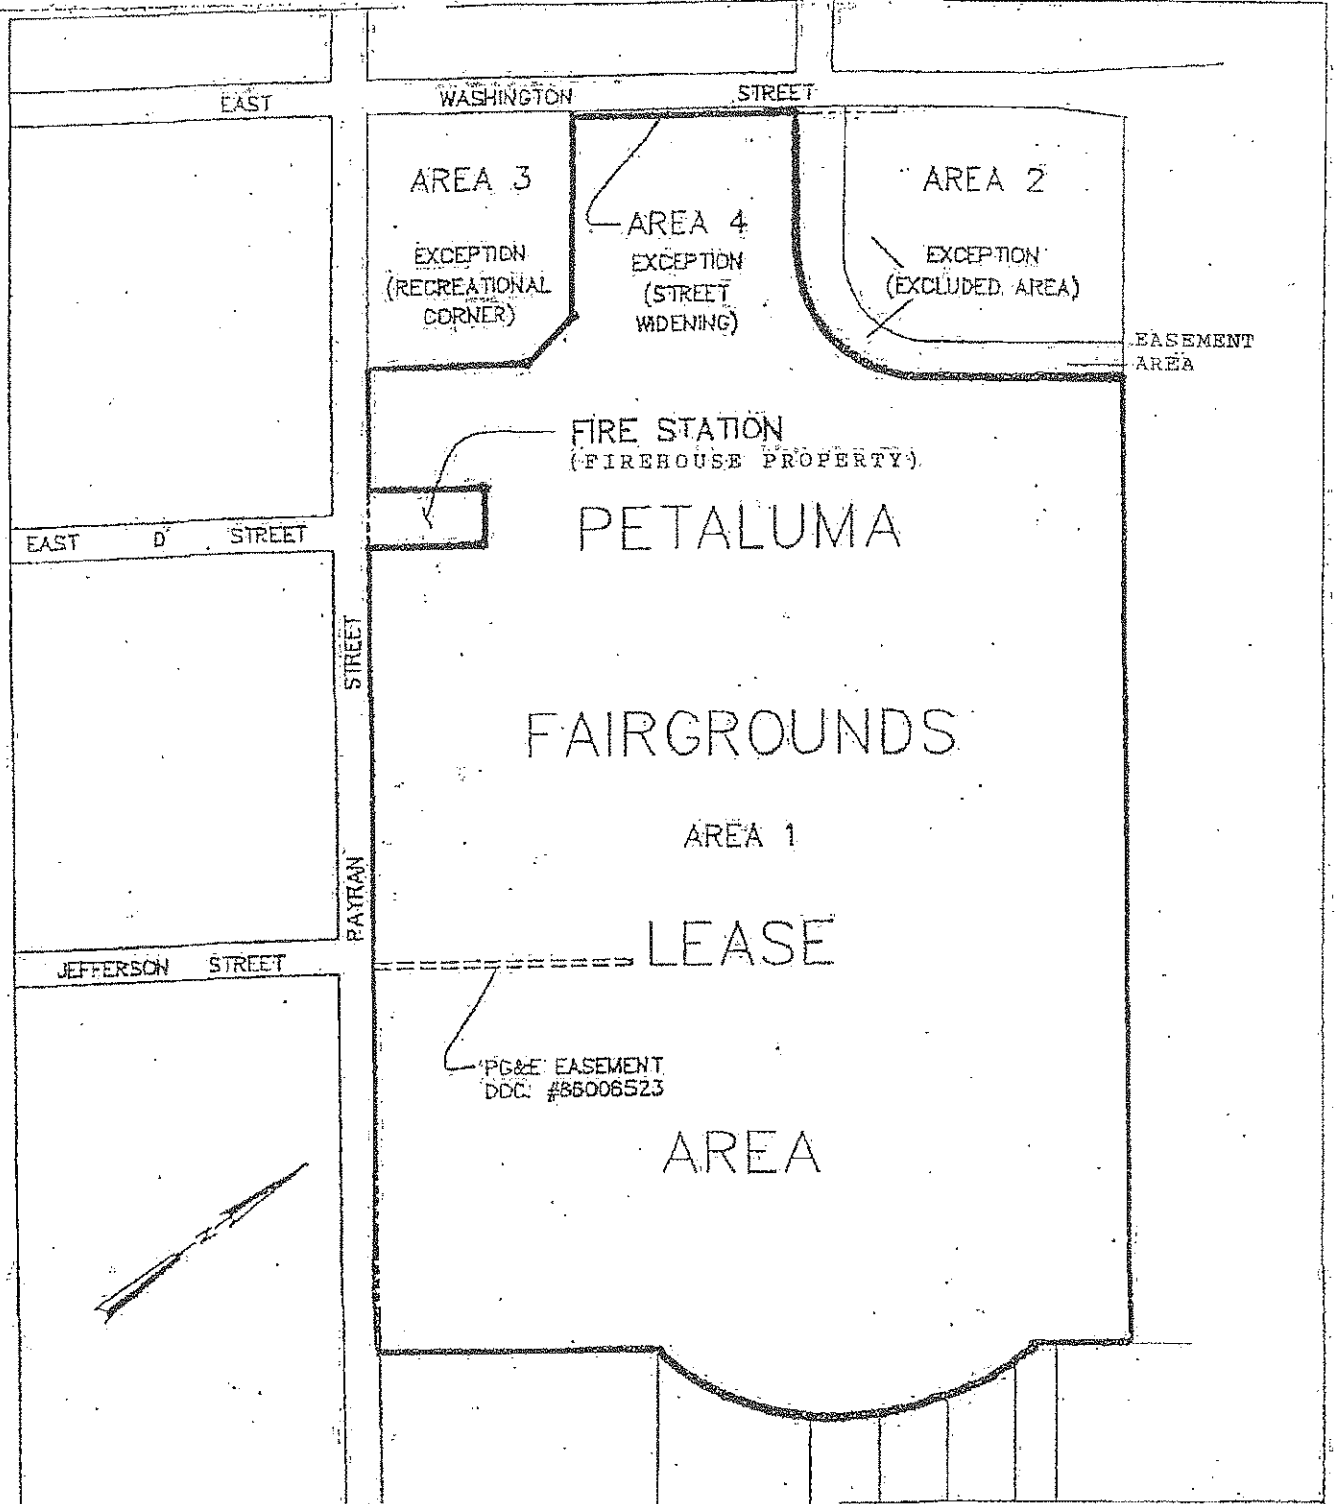 EAST WASHINGTON STREET
AREA 3
EXCEPTION
(RECREATIONAL
CORNER)
AREA 4
EXCEPTION
(STREET
WIDENING)
AREA 2
EXCEPTION
(EXCLUDED AREA)
EASEMENT
AREA
FIRE STATION
(FIREHOUSE PROPERTY)
PETALUMA
EAST D STREET
STREET
FAIRGROUNDS
AREA 1
PAYRAN
LEASE
JEFFERSON STREET
PG&E EASEMENT
DOC. #86006523
AREA
N